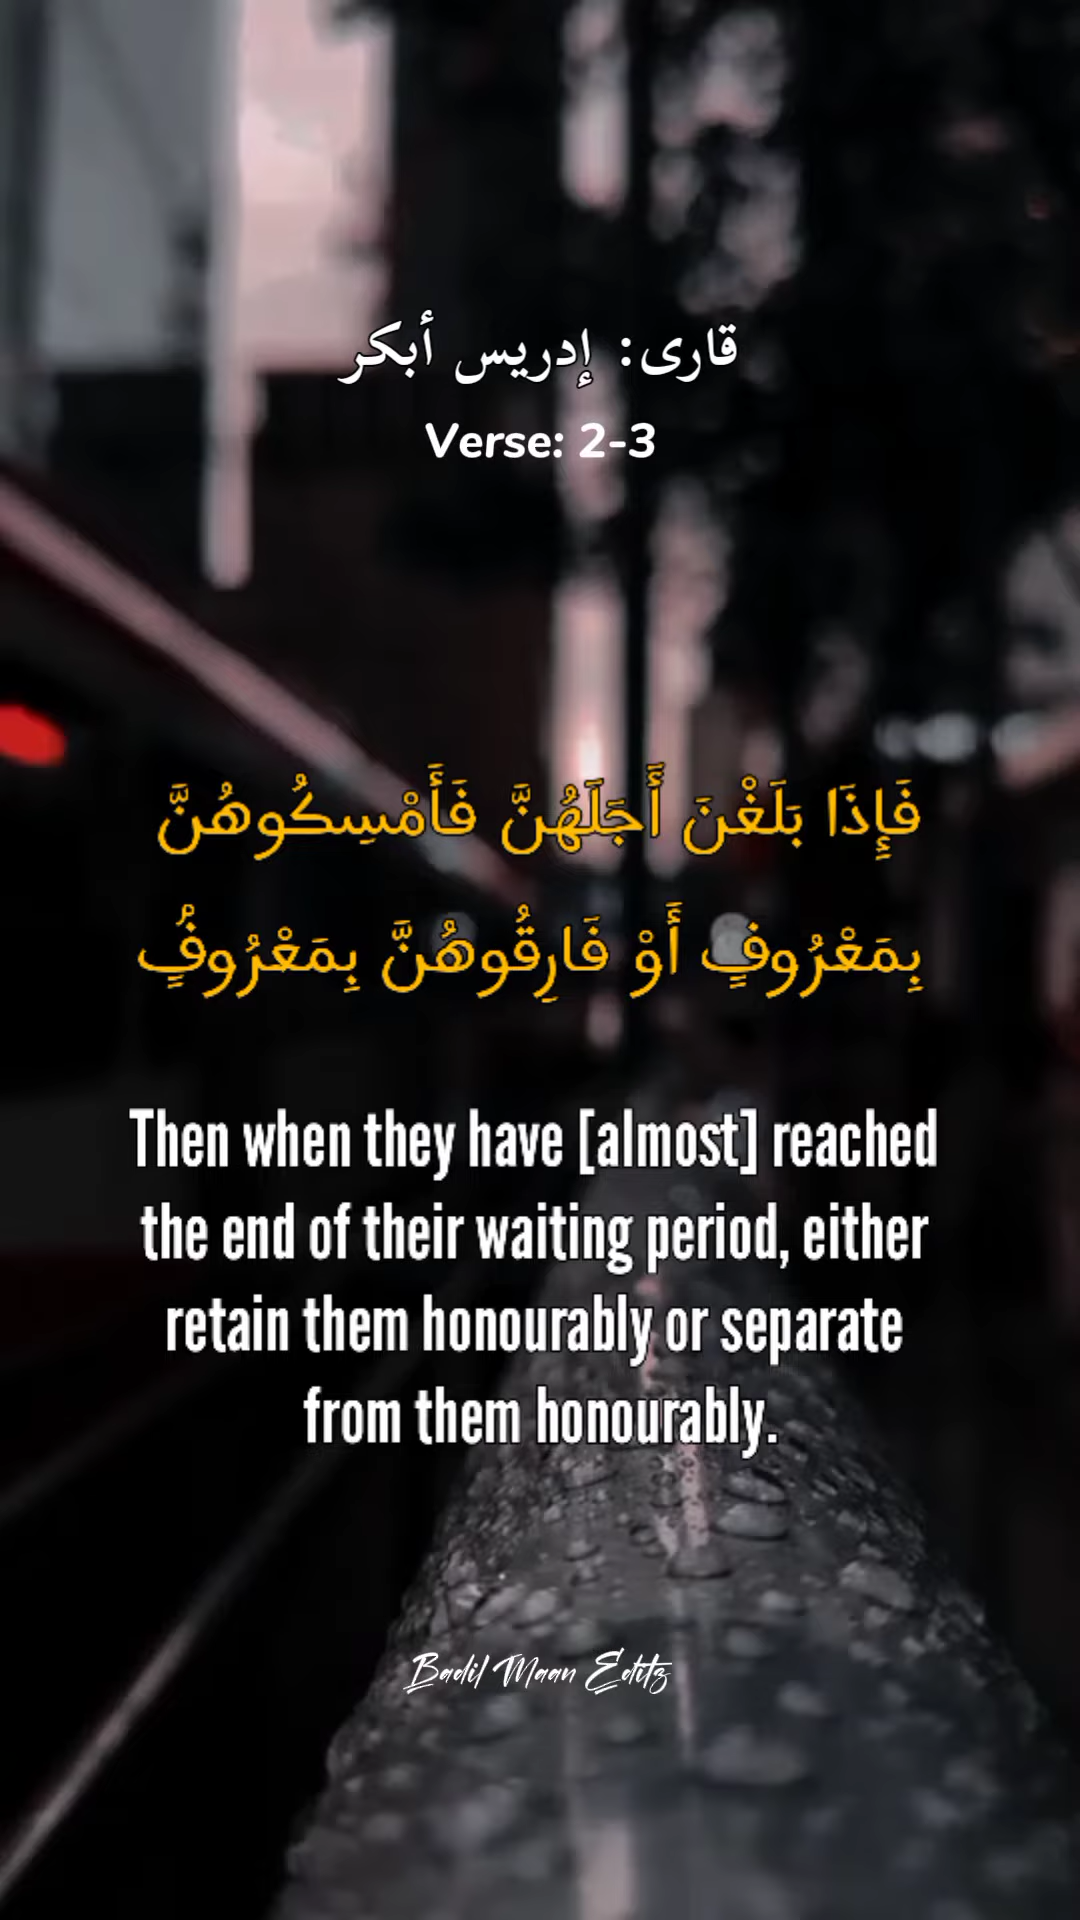 قارى: إدريس أبكر
Verse: 2-3
فَإِذَا بَلَغْنَ أَجَلَهُنَّ فَأَمْسِكُوهُنَّ
بِمَعْرُوفٍ أَوْ فَارِقُوهُنَّ بِمَعْرُوفٍۢ
Then when they have [almost] reached
the end of their waiting period, either
retain them honourably or separate
from them honourably.
Badil Maan Editz